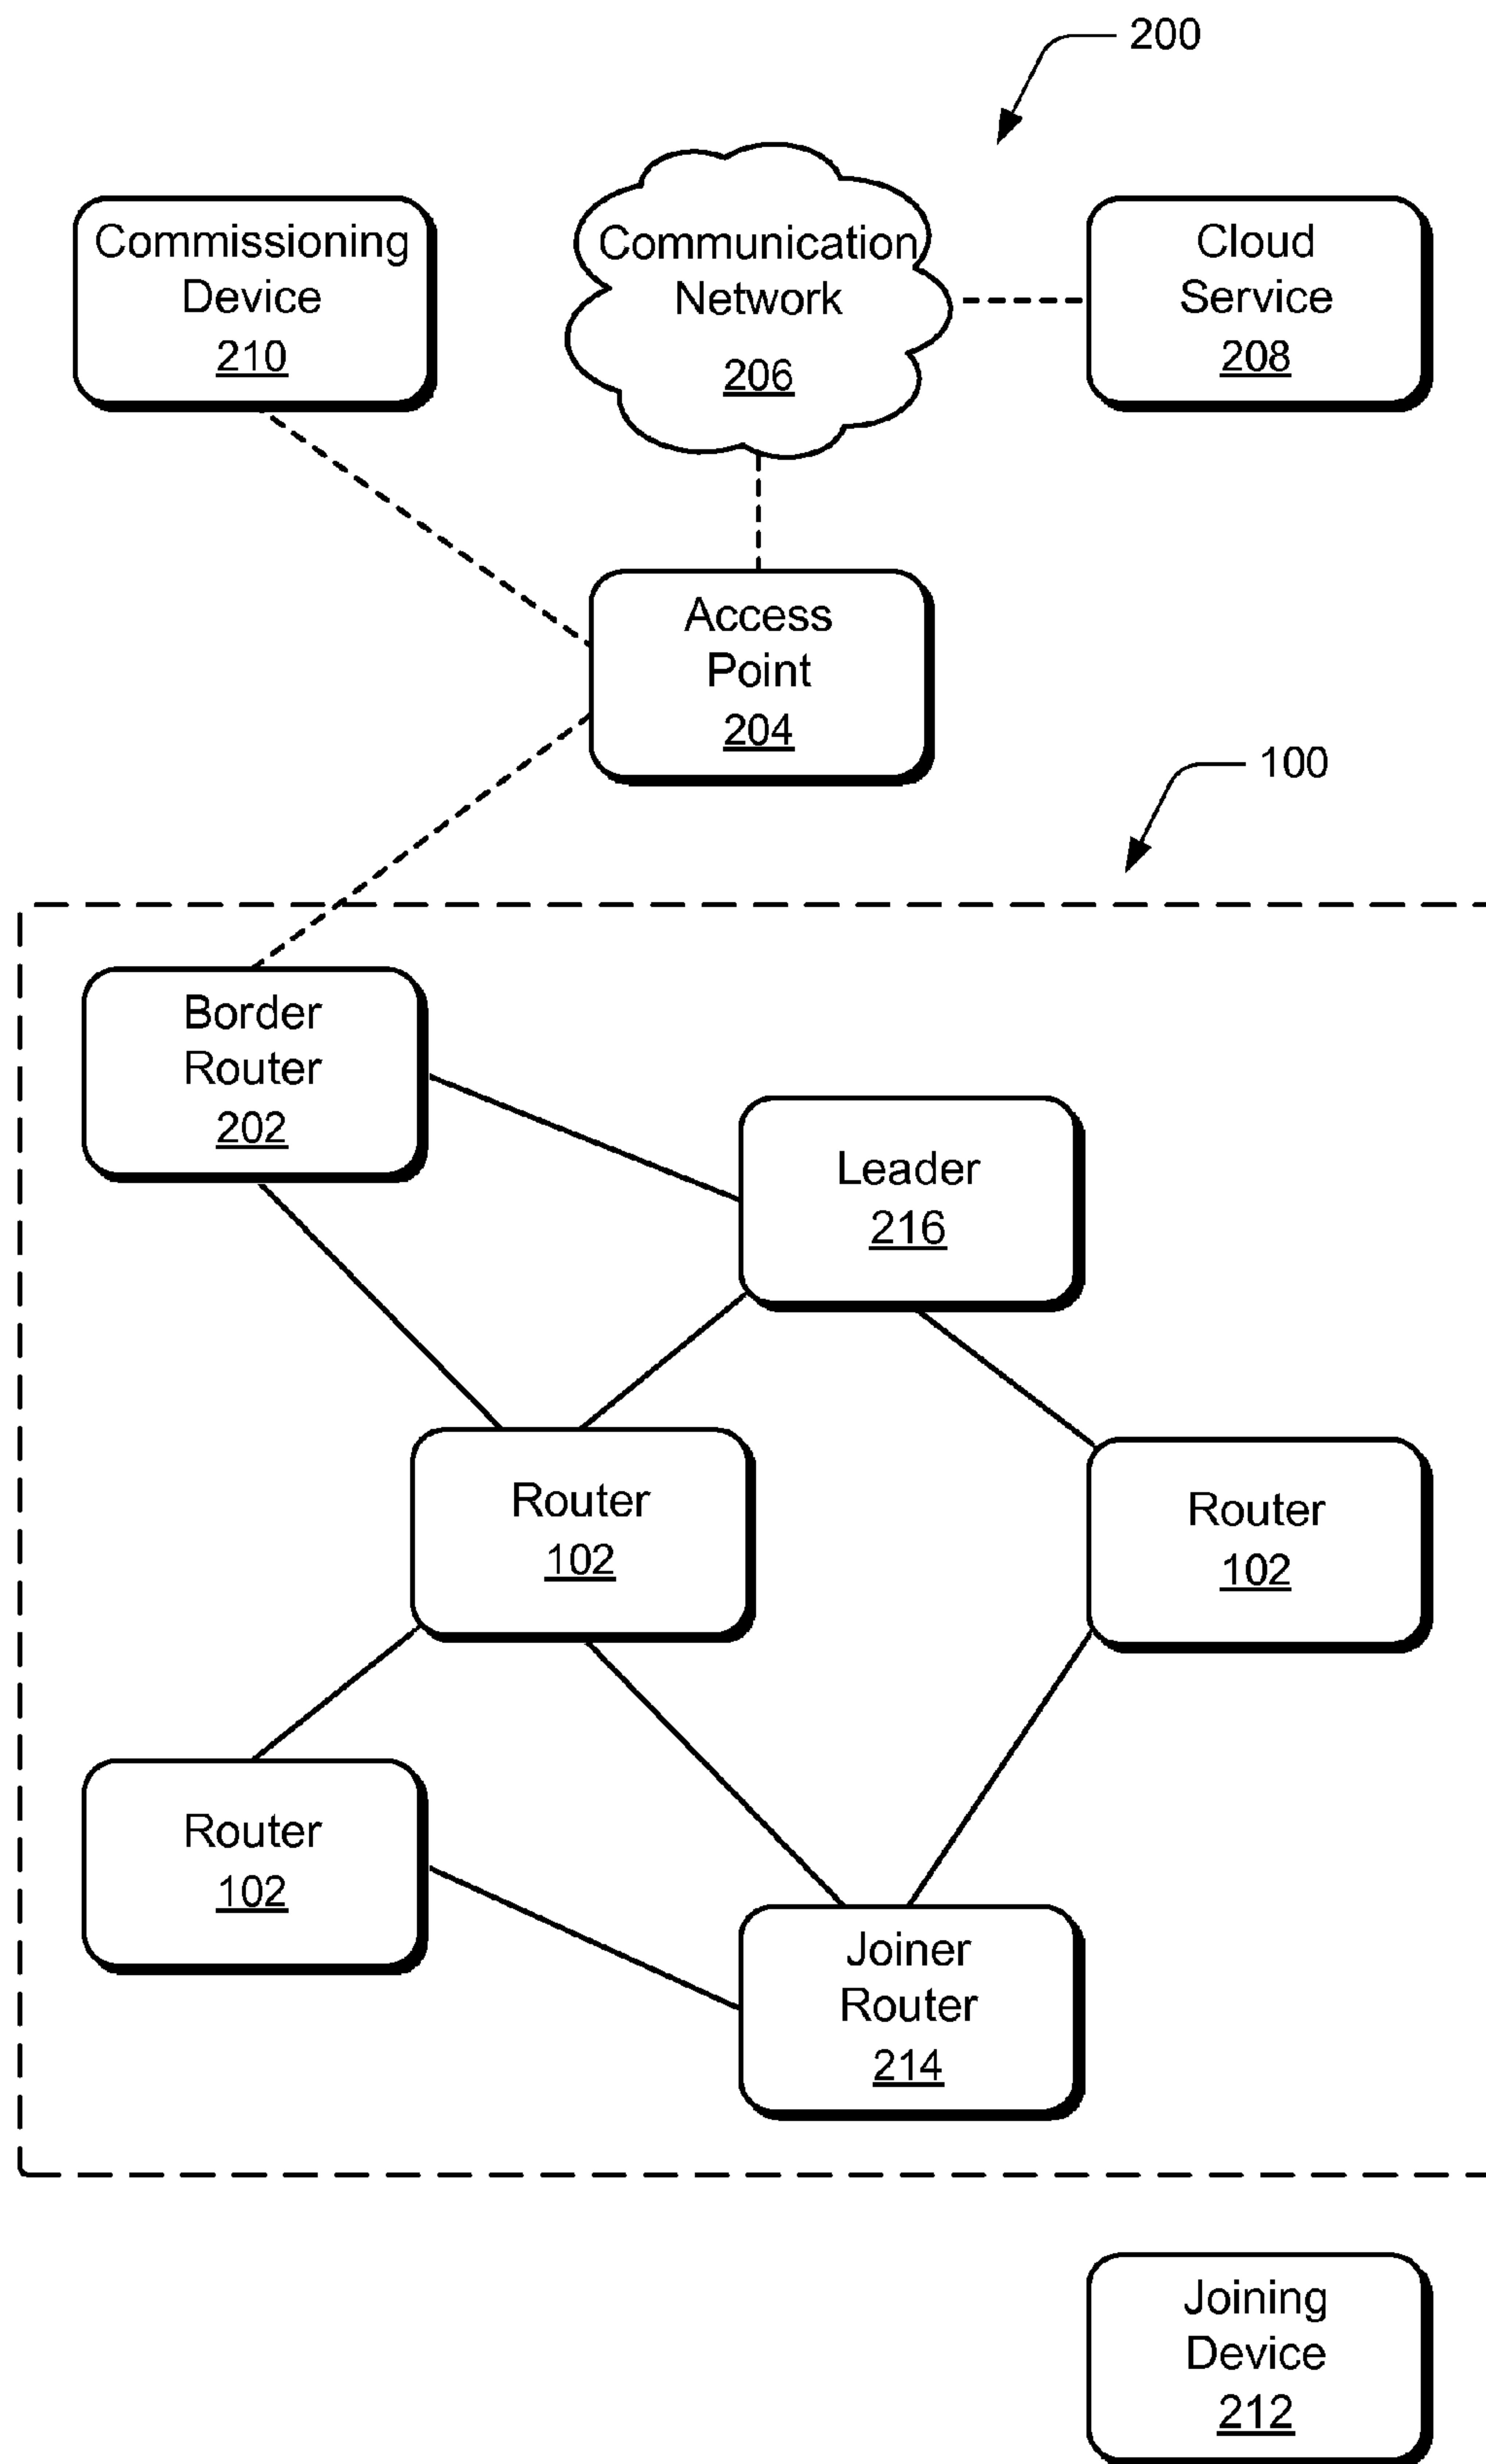 200
Commissioning
Device
210
Communication
Network
206
Cloud
Service
208
Access
Point
204
100
Border
Router
202
Leader
216
Router
102
Router
102
Router
102
Joiner
Router
214
Joining
Device
212